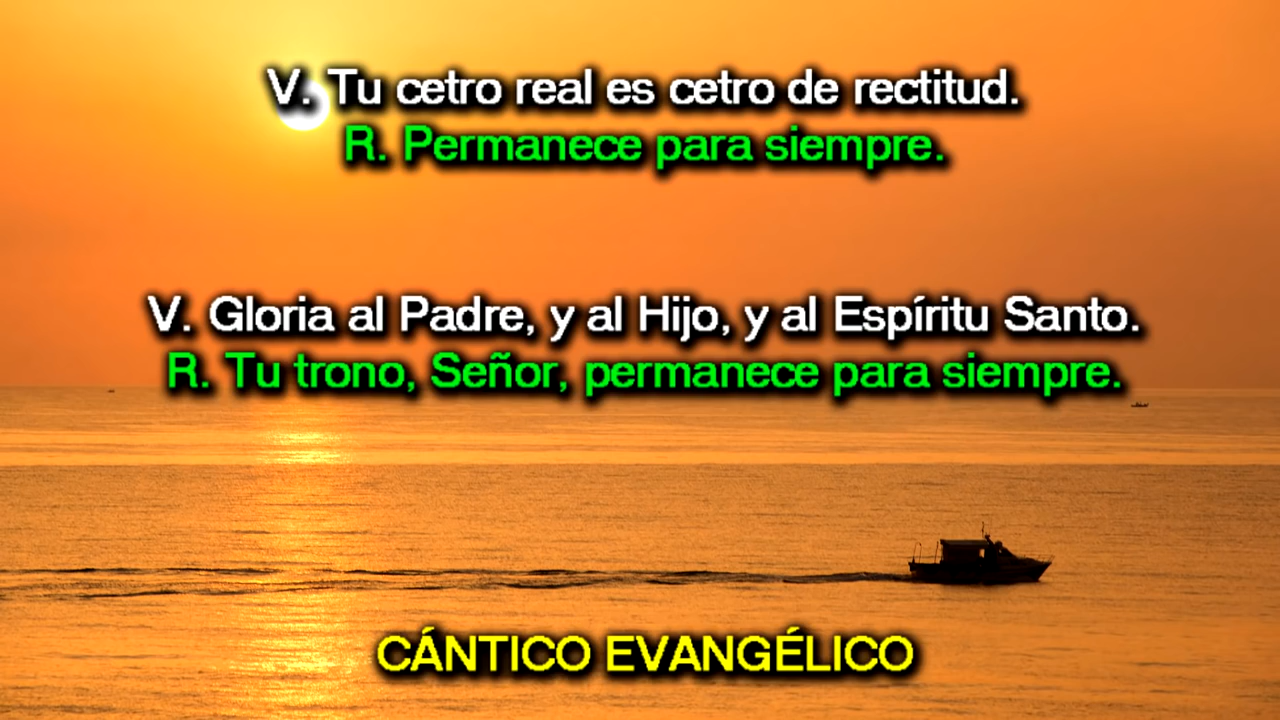 V. Tu cetro real es cetro de rectitud.
R. Permanece para siempre.
V. Gloria al Padre, y al Hijo, y al Espíritu Santo.
R. Tu trono, Señor, permanece para siempre.
CÁNTICO EVANGÉLICO